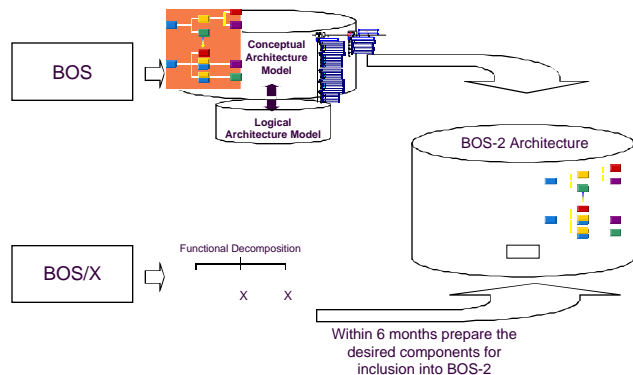 BOS
Conceptual
Architecture
Model
Logical
Architecture Model
BOS-2 Architecture
BOS/X
Functional Decomposition
X X
Within 6 months prepare the
desired components for
inclusion into BOS-2